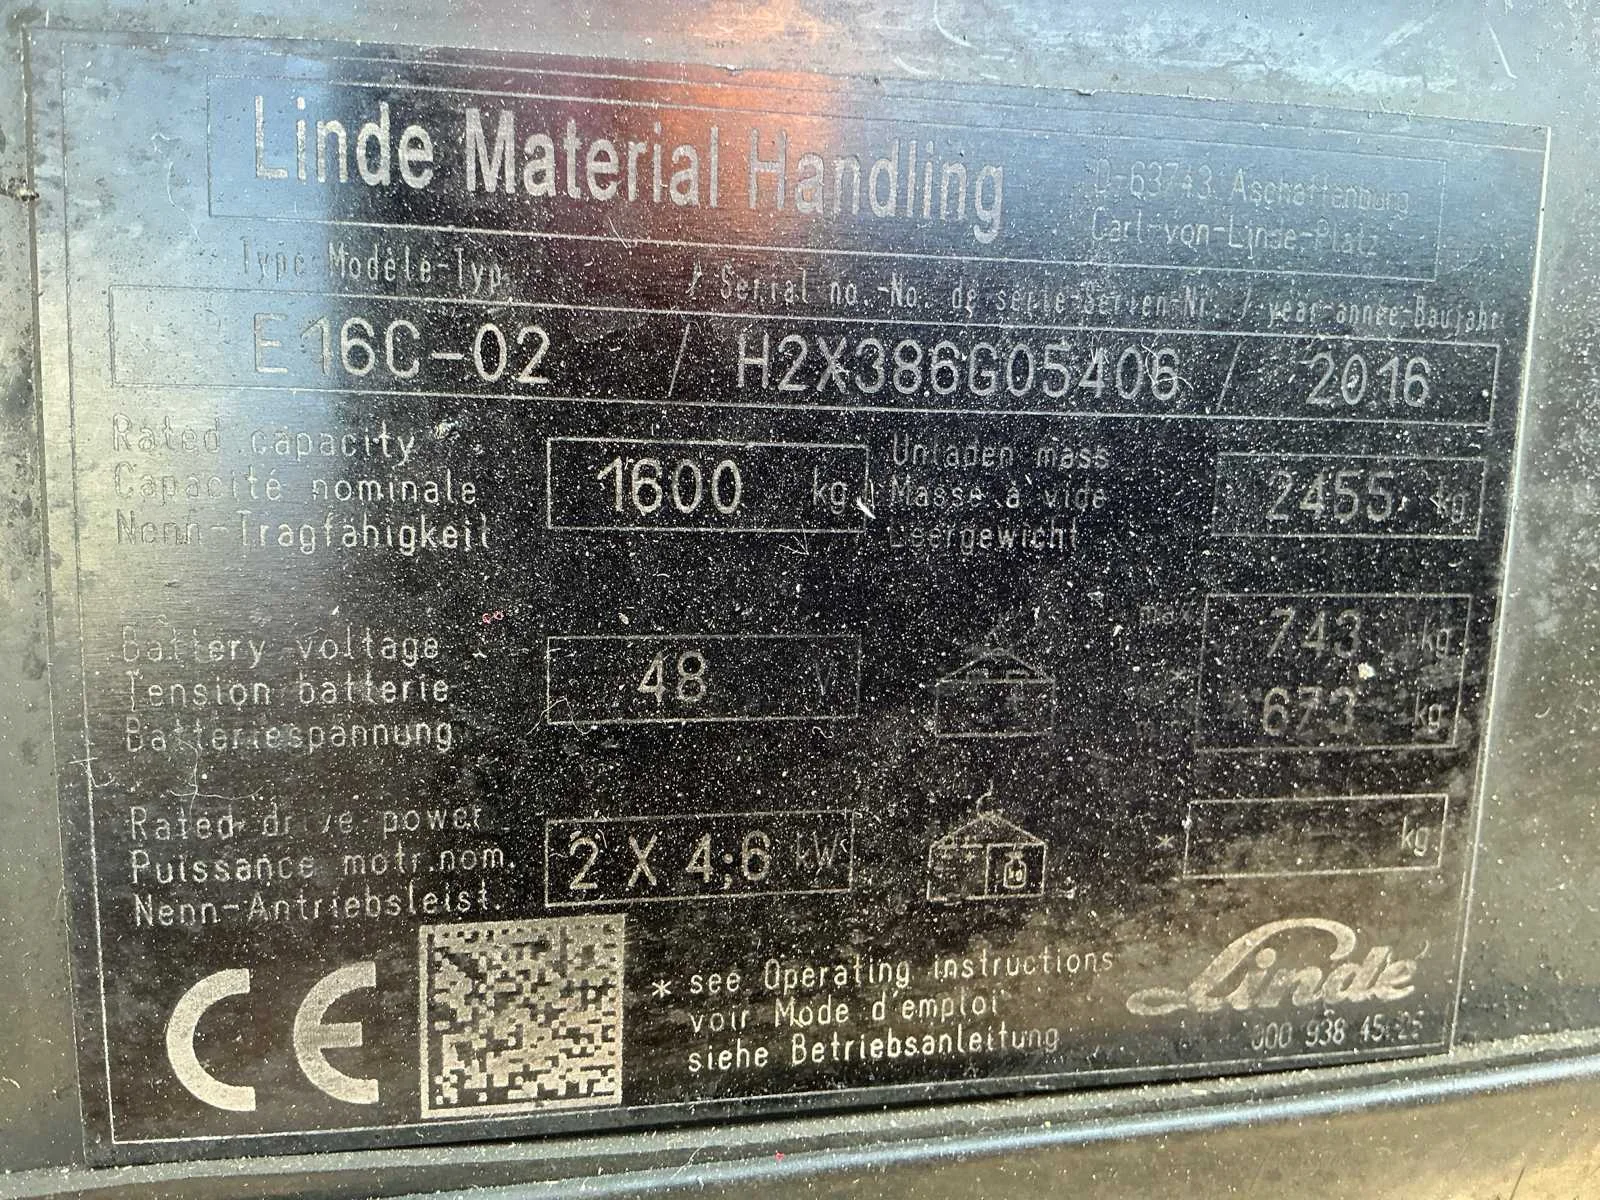 Linde Material Handling
D-63743 Aschaffenburg
Carl-von-Linde-Platz
Type-Modèle-Typ / Serial no.-No. de série-Serien-Nr. / year-année-Baujahr
E16C-02 / H2X386G05406 / 2016
Rated capacity
Capacité nominale
Nenn-Tragfähigkeit
1600 kg
Unladen mass
Masse à vide
Leergewicht
2455 kg
Battery voltage
Tension batterie
Batteriespannung
48 V
max. 743 kg
*
673 kg
Rated drive power
Puissance motr.nom.
Nenn-Antriebsleist.
2 X 4;6 kW
kg
* kg
CE
* see Operating instructions
voir Mode d'emploi
siehe Betriebsanleitung
Linde
000 938 45